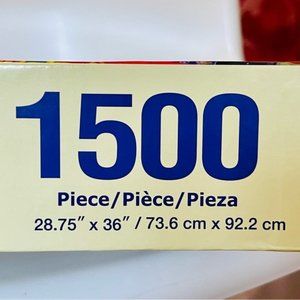 1500
Piece/Pièce/Pieza
28.75" x 36" / 73.6 cm x 92.2 cm